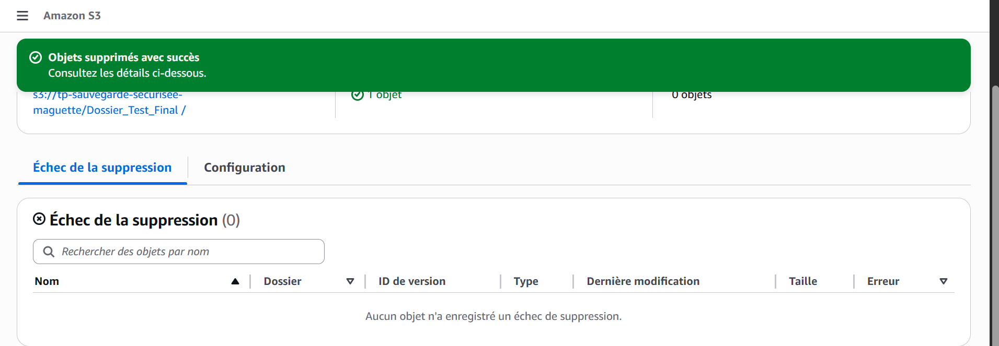 Amazon S3
Objets supprimés avec succès
Consultez les détails ci-dessous.
s3://tp-sauvegarde-securisee-
maguette/Dossier_Test_Final /
1 objet
0 objets
Échec de la suppression
Configuration
Échec de la suppression (0)
Rechercher des objets par nom
Nom
Dossier
ID de version
Type
Dernière modification
Taille
Erreur
Aucun objet n'a enregistré un échec de suppression.